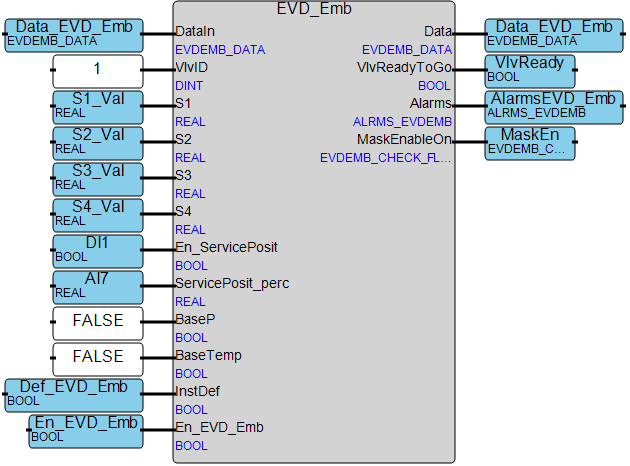 EVD_Emb
Data_EVD_Emb
EVDEMB_DATA
DataIn
EVDEMB_DATA
Data
EVDEMB_DATA
Data_EVD_Emb
EVDEMB_DATA
1
VlvID
DINT
VlvReadyToGo
BOOL
VlvReady
BOOL
S1_Val
REAL
S1
REAL
Alarms
ALRMS_EVDEMB
AlarmsEVD_Emb
ALRMS_EVDEMB
S2_Val
REAL
S2
REAL
MaskEnableOn
EVDEMB_CHECK_FL...
MaskEn
EVDEMB_C...
S3_Val
REAL
S3
REAL
S4_Val
REAL
S4
REAL
DI1
BOOL
En_ServicePosit
BOOL
AI7
REAL
ServicePosit_perc
REAL
FALSE
BaseP
BOOL
FALSE
BaseTemp
BOOL
Def_EVD_Emb
BOOL
InstDef
BOOL
En_EVD_Emb
BOOL
En_EVD_Emb
BOOL